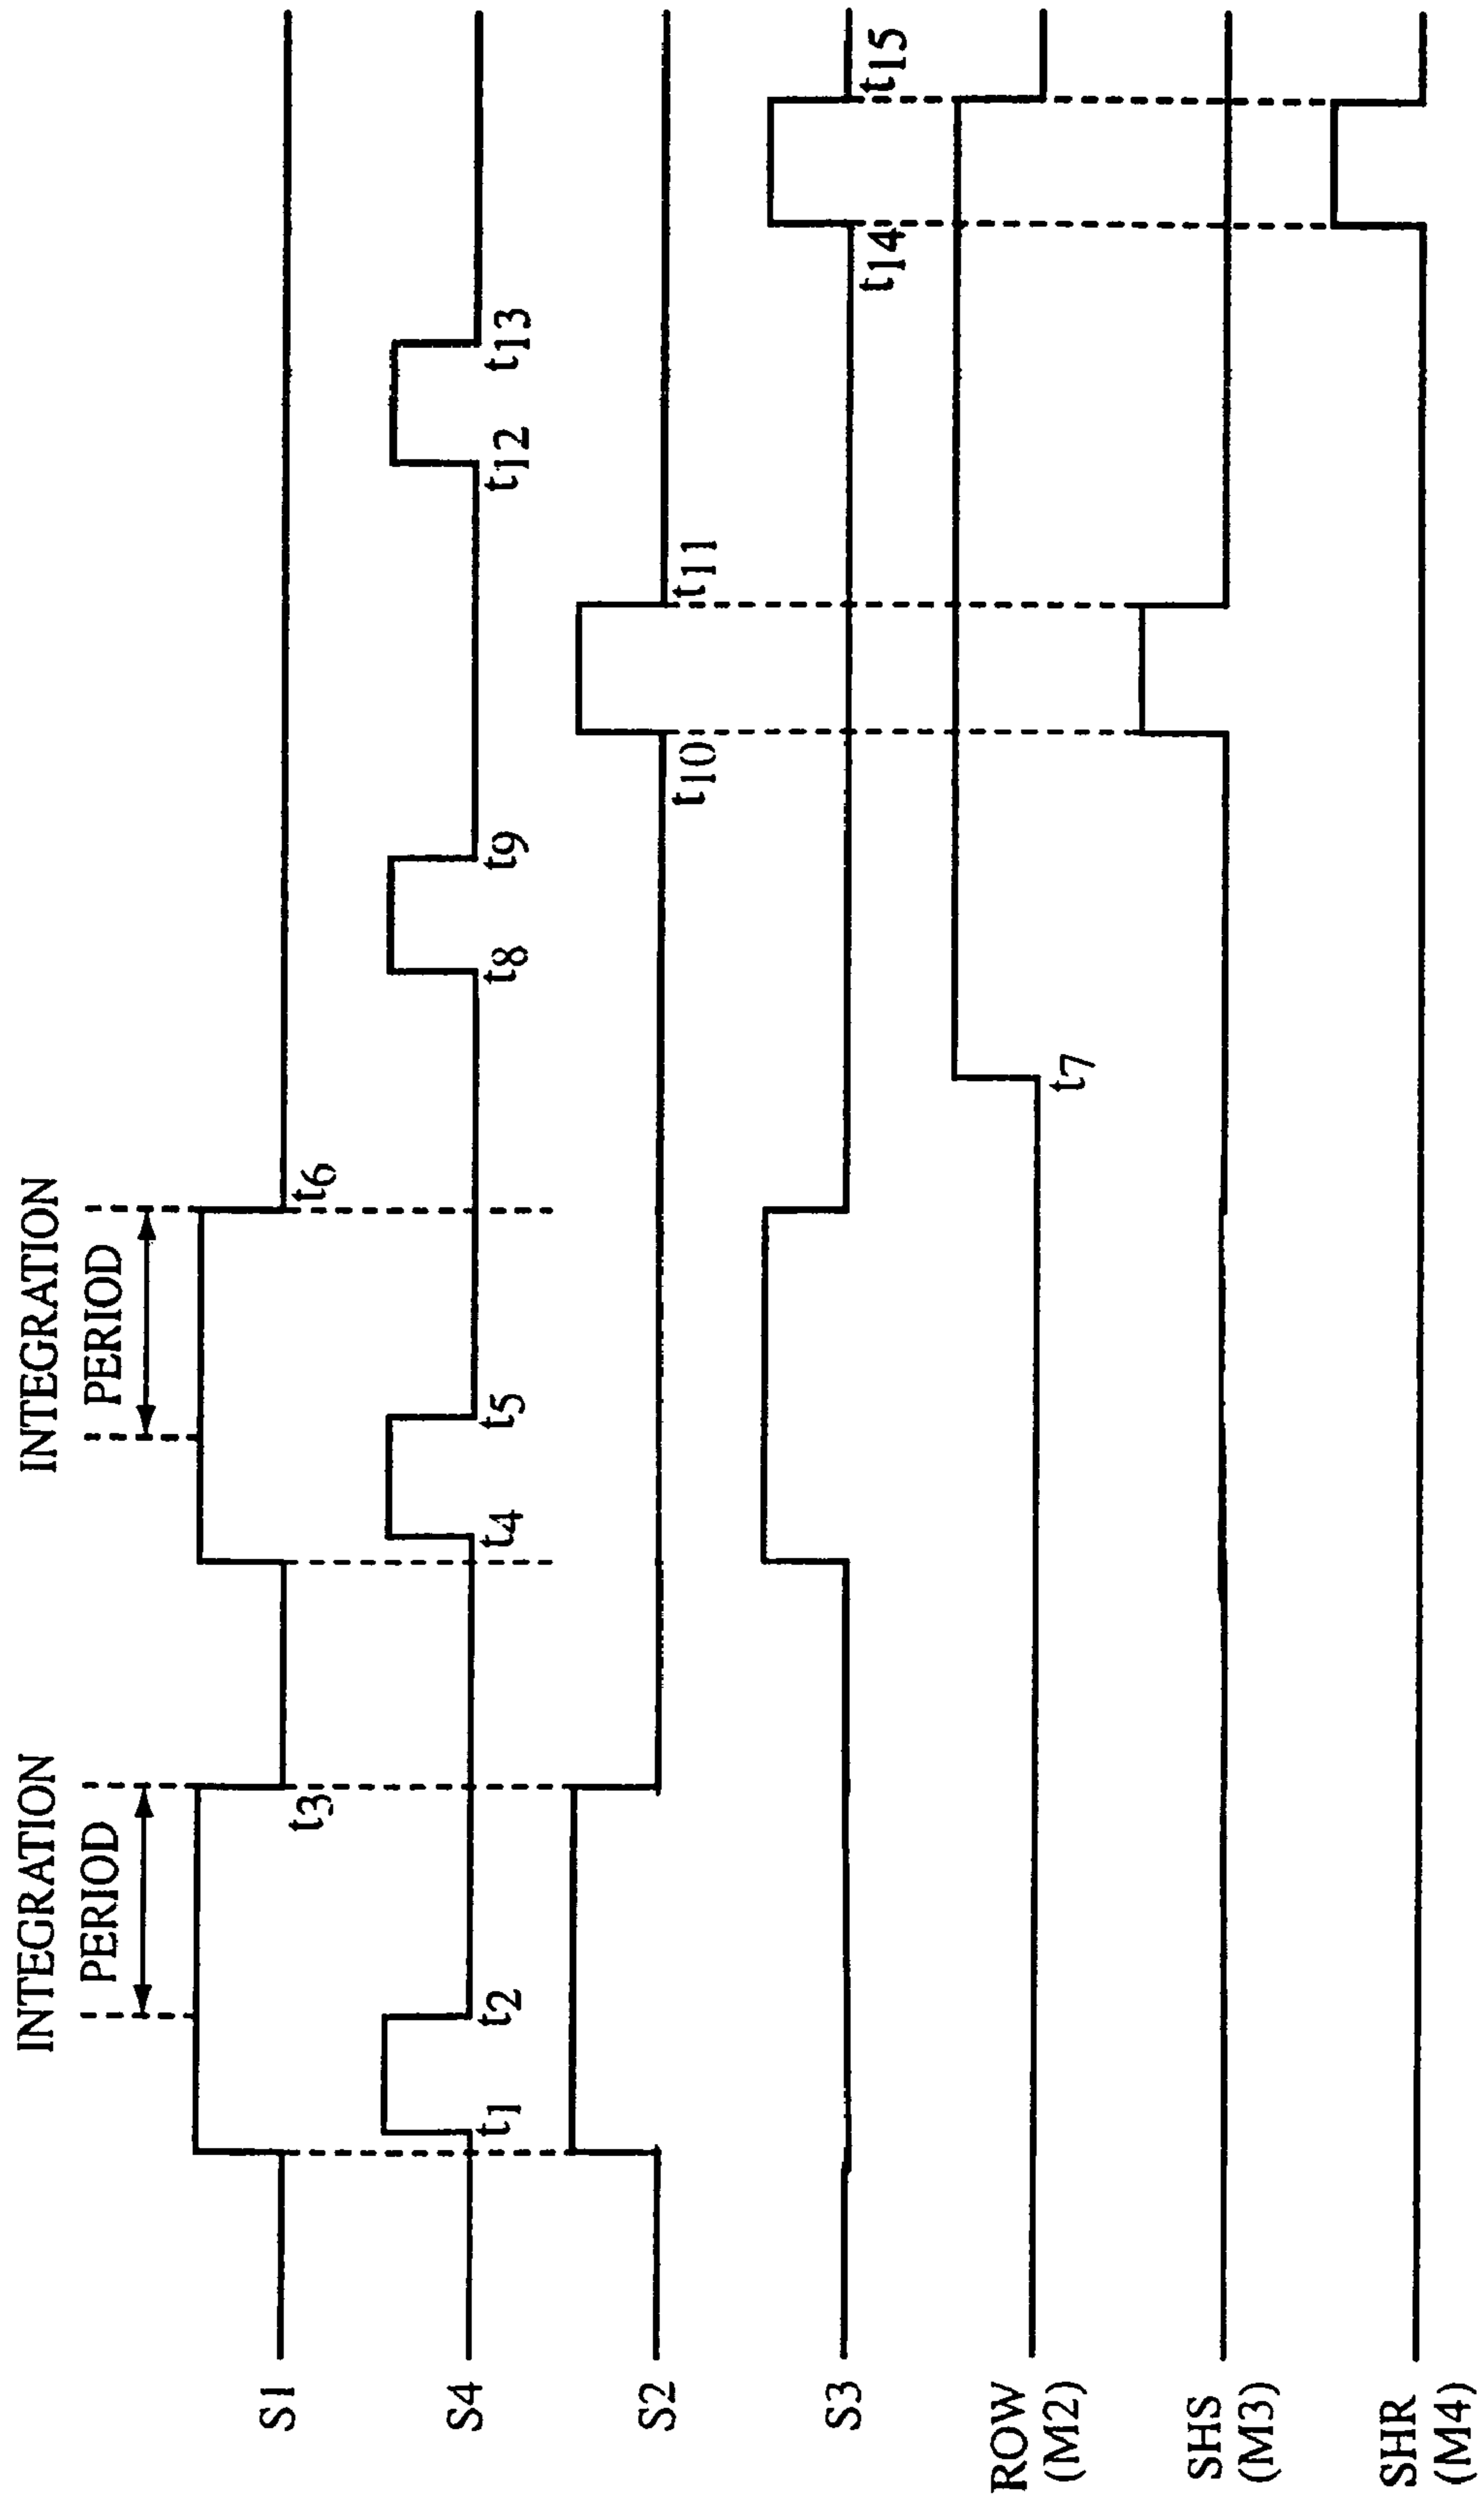 INTEGRATION
PERIOD
INTEGRATION
PERIOD
S1
t3
t6
S4
t1
t2
t4
t5
t8
t9
t12
t13
S2
t10
t11
S3
t14
t15
ROW
(M2)
t7
SHS
(M3)
SHR
(M4)